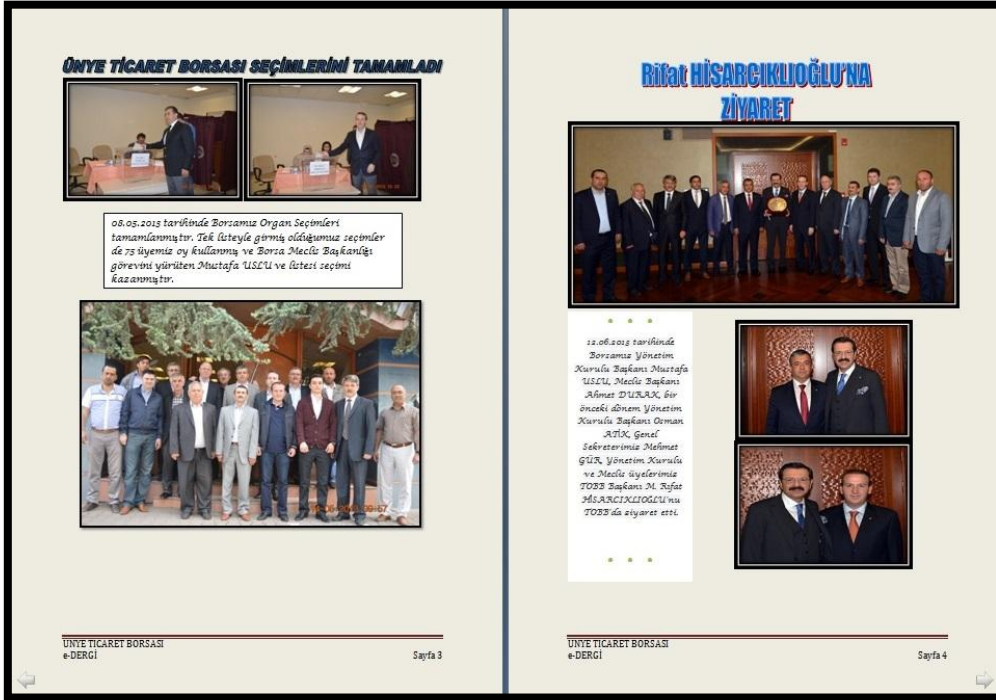 ÜNYE TİCARET BORSASI SEÇİMLERİNİ TAMAMLADI
08.05.2013 tarihinde Borsamız Organ Seçimleri
tamamlanmıştır. Tek listeyle girmiş olduğumuz seçimler
de 75 üyemiz oy kullanmış ve Borsa Meclis Başkanlığı
görevini yürüten Mustafa USLU ve listesi seçimi
kazanmıştır.
ÜNYE TİCARET BORSASI
e-DERGİ
Sayfa 3
Rifat HİSARCIKLIOĞLU'NA
ZİYARET
12.06.2013 tarihinde
Borsamız Yönetim
Kurulu Başkanı Mustafa
USLU, Meclis Başkanı
Ahmet DURAK, bir
önceki dönem Yönetim
Kurulu Başkanı Osman
ATİK, Genel
Sekreterimiz Mehmet
GÜR, Yönetim Kurulu
ve Meclis üyelerimiz
TOBB Başkanı M. Rıfat
HİSARCIKLIOĞLU'nu
TOBB'da ziyaret etti.
ÜNYE TİCARET BORSASI
e-DERGİ
Sayfa 4